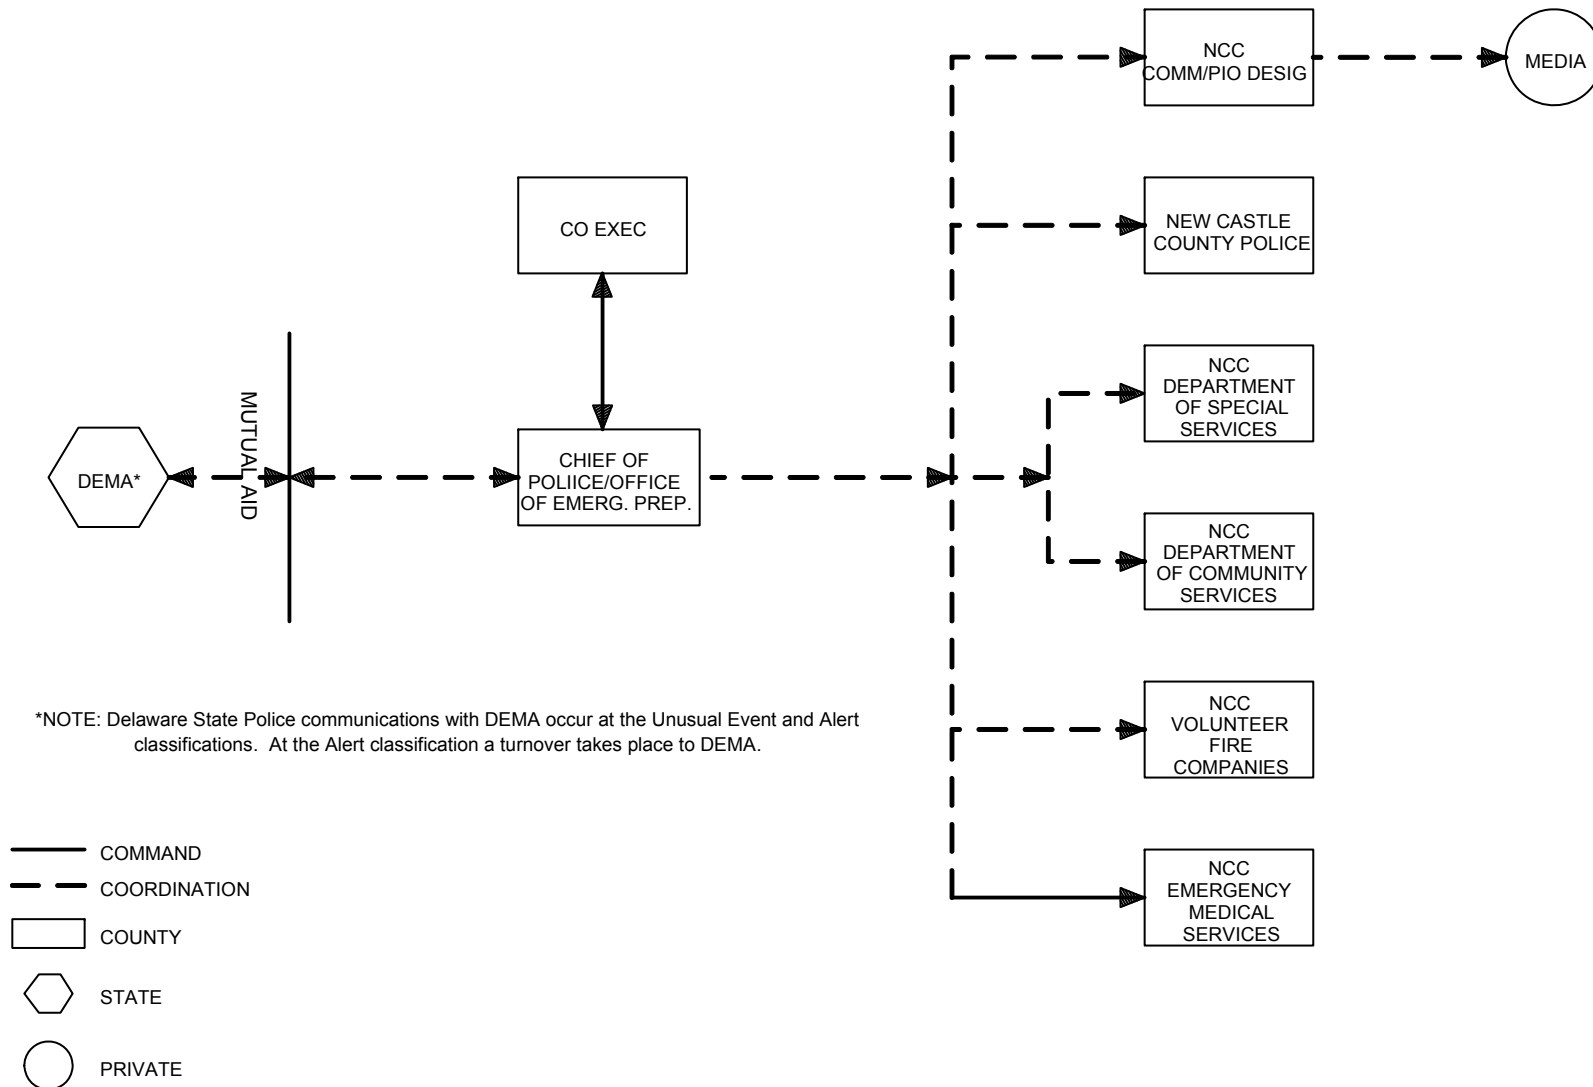 NCC
COMM/PIO DESIG
MEDIA
CO EXEC
NEW CASTLE
COUNTY POLICE
NCC
DEPARTMENT
OF SPECIAL
SERVICES
MUTUAL AID
DEMA*
CHIEF OF
POLIICE/OFFICE
OF EMERG. PREP.
NCC
DEPARTMENT
OF COMMUNITY
SERVICES
NCC
VOLUNTEER
FIRE
COMPANIES
*NOTE: Delaware State Police communications with DEMA occur at the Unusual Event and Alert
classifications.  At the Alert classification a turnover takes place to DEMA.
NCC
EMERGENCY
MEDICAL
SERVICES
COMMAND
COORDINATION
COUNTY
STATE
PRIVATE